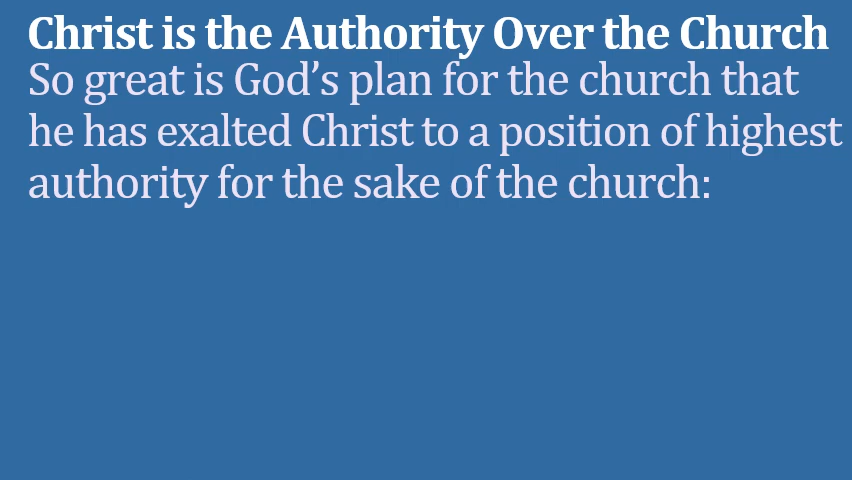 Christ is the Authority Over the Church
So great is God’s plan for the church that
he has exalted Christ to a position of highest
authority for the sake of the church: